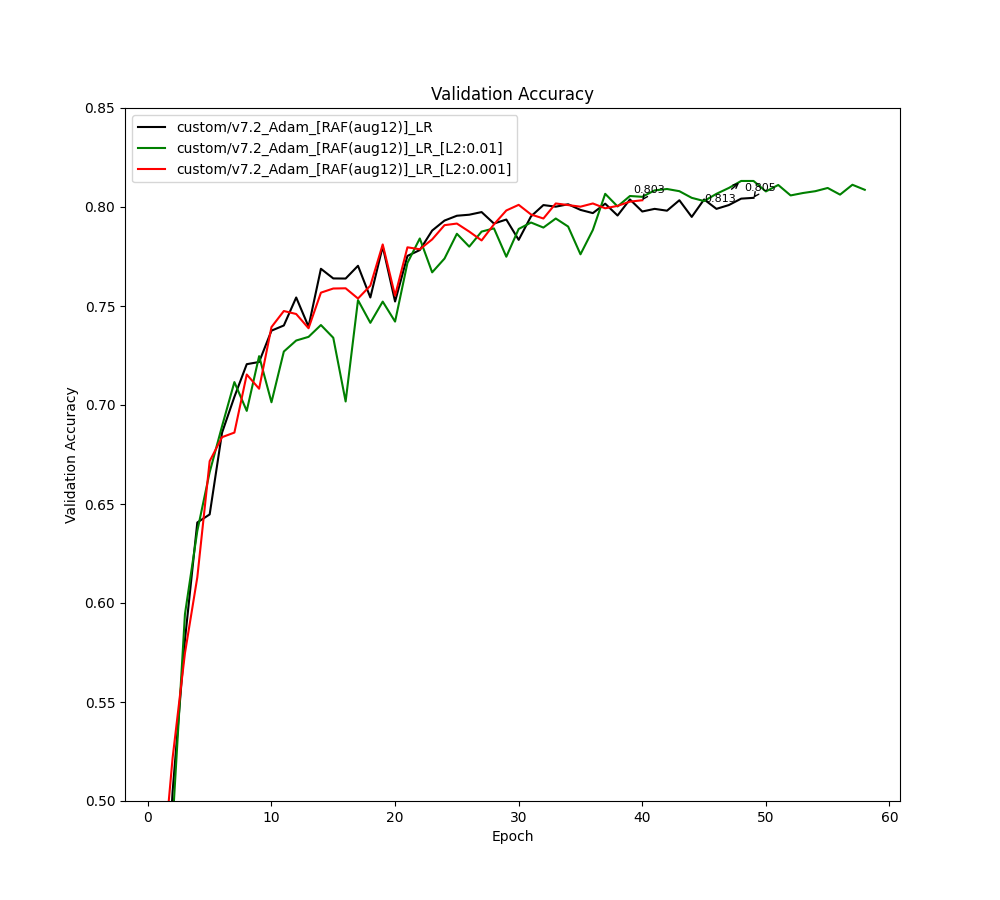 Validation Accuracy
0.85
custom/v7.2_Adam_[RAF(aug12)]_LR
custom/v7.2_Adam_[RAF(aug12)]_LR_[L2:0.01]
custom/v7.2_Adam_[RAF(aug12)]_LR_[L2:0.001]
0.803
0.805
0.813
0.80
0.75
0.70
0.65
0.60
0.55
0.50
Validation Accuracy
0 10 20 30 40 50 60
Epoch